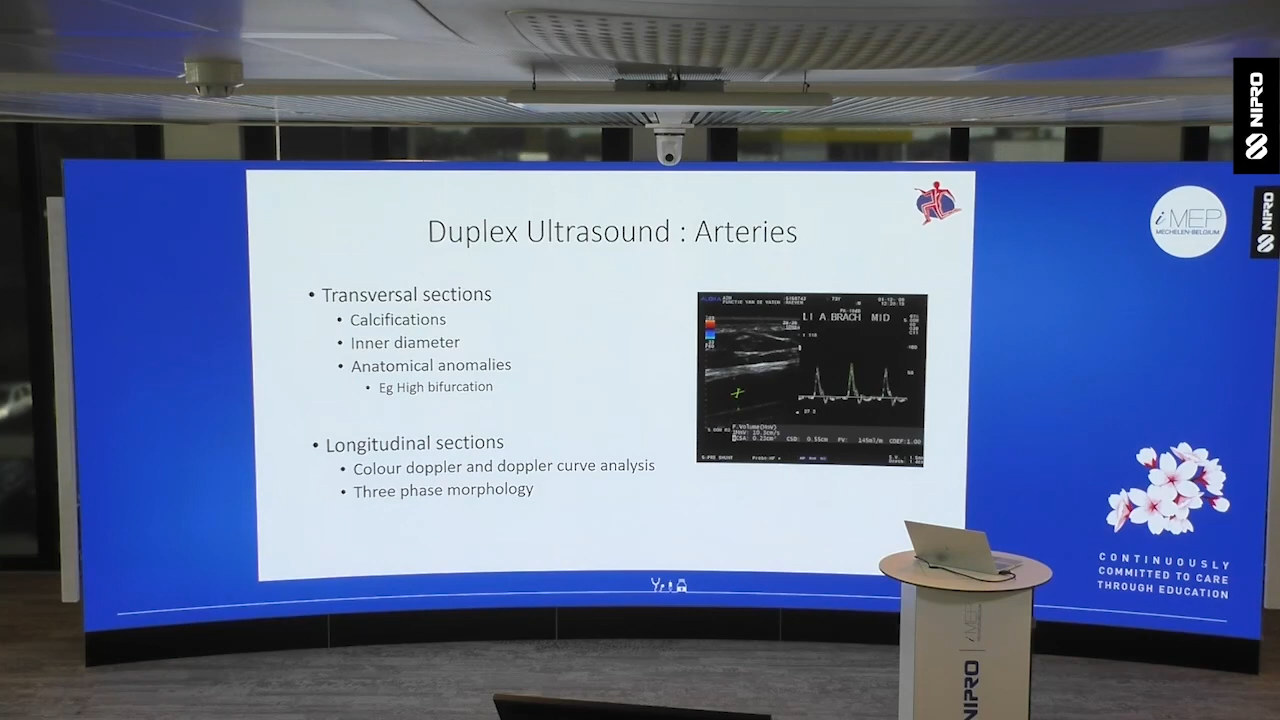 NIPRO
NIPRO
iMEP
MECHELEN-BELGIUM
Duplex Ultrasound : Arteries
• Transversal sections
• Calcifications
• Inner diameter
• Anatomical anomalies
• Eg High bifurcation
• Longitudinal sections
• Colour doppler and doppler curve analysis
• Three phase morphology
LI A.BRACH MID
CONTINUOUSLY
COMMITTED TO CARE
THROUGH EDUCATION
iMEP
NIPRO